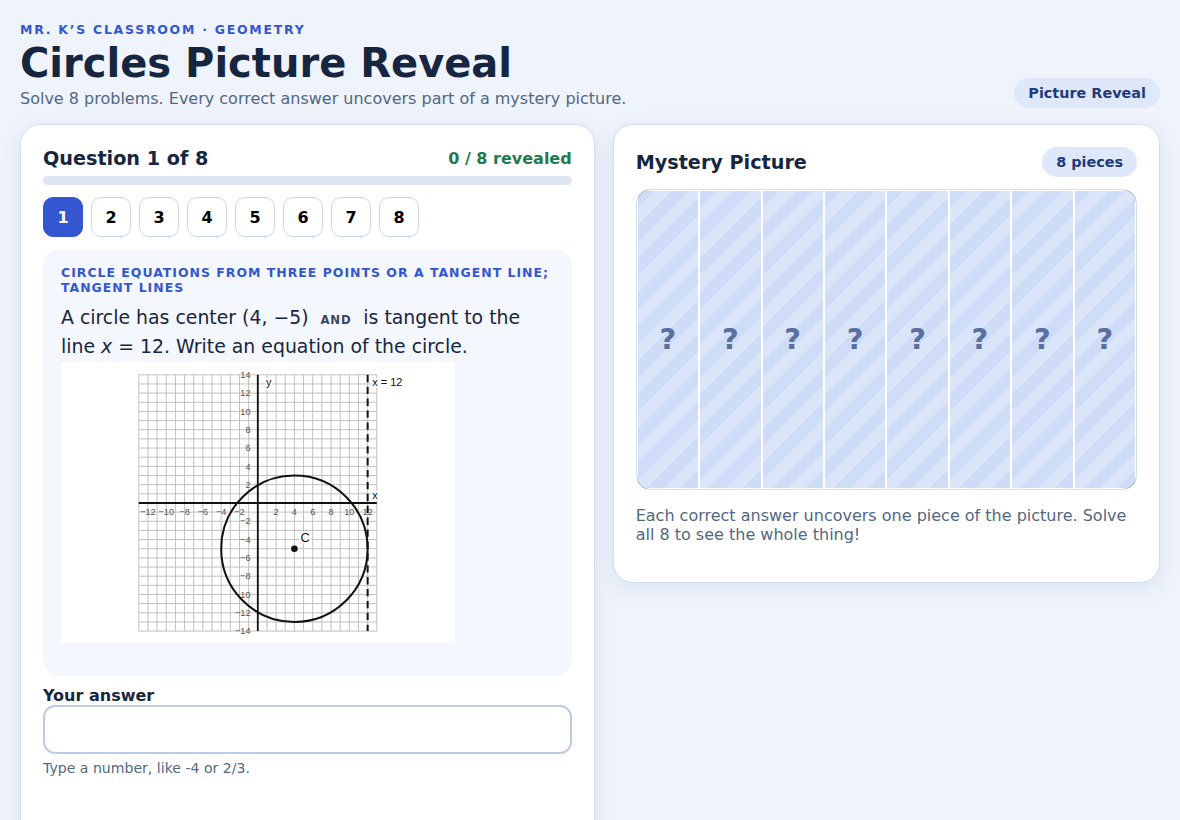 MR. K’S CLASSROOM · GEOMETRY
Circles Picture Reveal
Solve 8 problems. Every correct answer uncovers part of a mystery picture.
Picture Reveal
Question 1 of 8
0 / 8 revealed
1 2 3 4 5 6 7 8
CIRCLE EQUATIONS FROM THREE POINTS OR A TANGENT LINE;
TANGENT LINES
A circle has center (4, −5) AND is tangent to the
line x = 12. Write an equation of the circle.
14
y
x = 12
12
10
8
6
4
2
x
−12 −10 −8 −6 −4 −2 2 4 6 8 10 12
−2
−4
C
−6
−8
−10
−12
−14
Your answer
Type a number, like -4 or 2/3.
Mystery Picture
8 pieces
? ? ? ? ? ? ? ?
Each correct answer uncovers one piece of the picture. Solve
all 8 to see the whole thing!